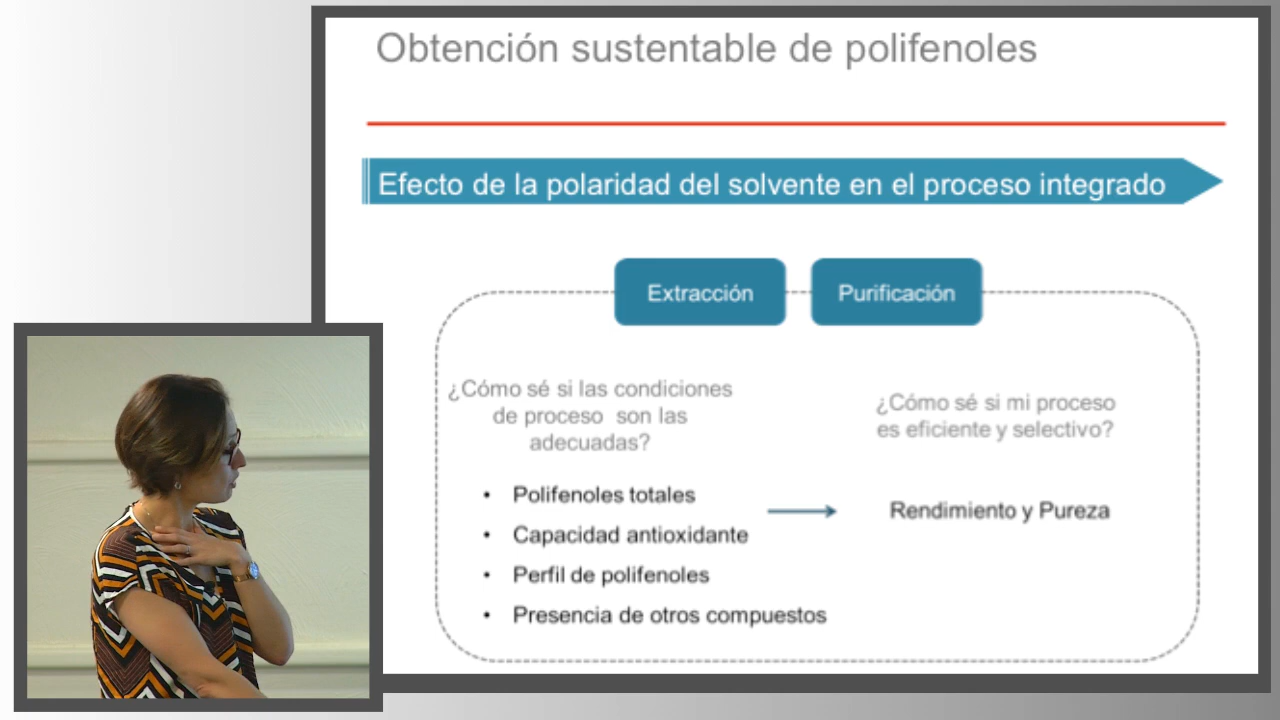 Obtención sustentable de polifenoles
Efecto de la polaridad del solvente en el proceso integrado
Extracción
Purificación
¿Cómo sé si las condiciones
de proceso son las
adecuadas?
¿Cómo sé si mi proceso
es eficiente y selectivo?
• Polifenoles totales
• Capacidad antioxidante
• Perfil de polifenoles
• Presencia de otros compuestos
Rendimiento y Pureza